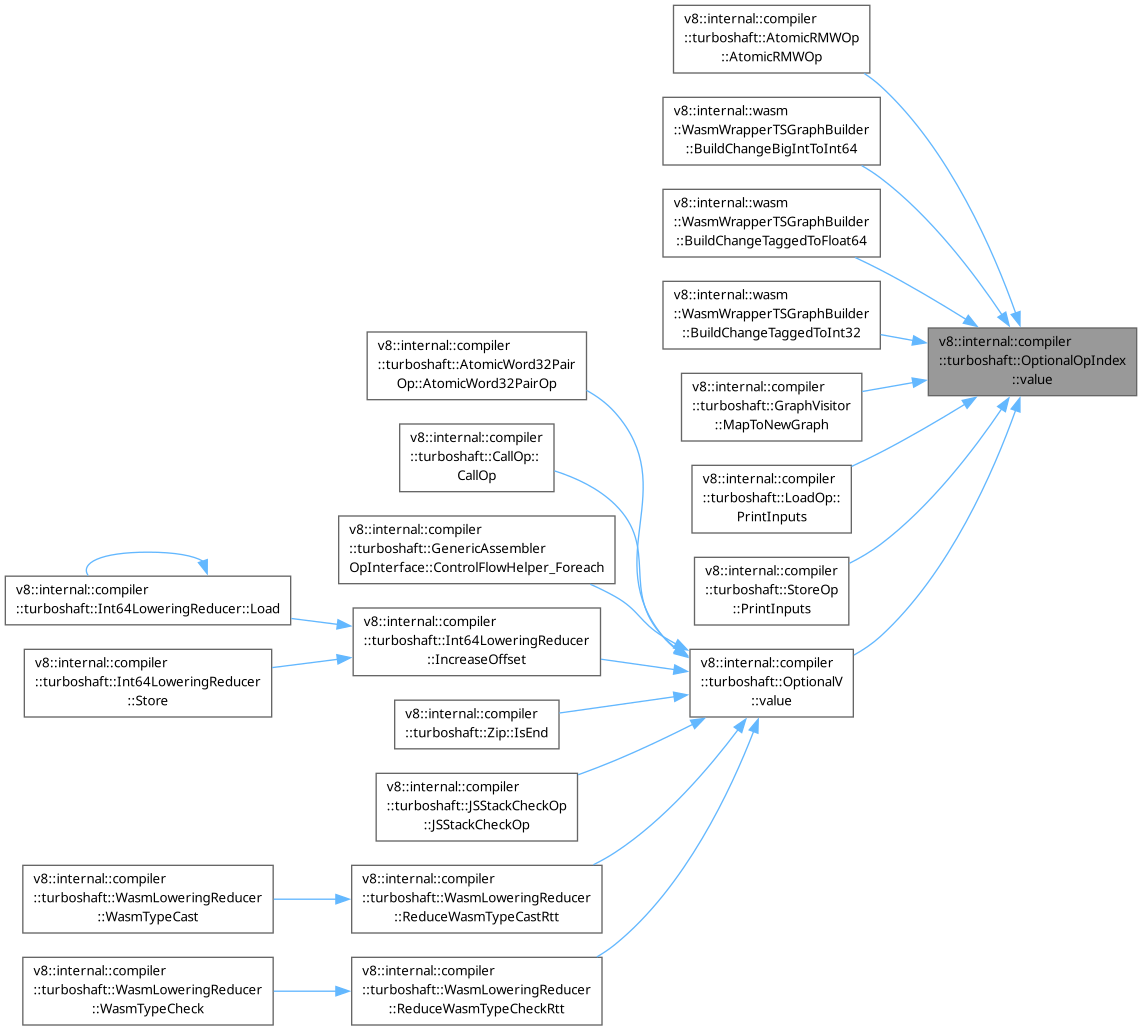 v8::internal::compiler
::turboshaft::AtomicRMWOp
::AtomicRMWOp
v8::internal::wasm
::WasmWrapperTSGraphBuilder
::BuildChangeBigIntToInt64
v8::internal::wasm
::WasmWrapperTSGraphBuilder
::BuildChangeTaggedToFloat64
v8::internal::wasm
::WasmWrapperTSGraphBuilder
::BuildChangeTaggedToInt32
v8::internal::compiler
::turboshaft::OptionalOpIndex
::value
v8::internal::compiler
::turboshaft::AtomicWord32Pair
Op::AtomicWord32PairOp
v8::internal::compiler
::turboshaft::GraphVisitor
::MapToNewGraph
v8::internal::compiler
::turboshaft::CallOp::
CallOp
v8::internal::compiler
::turboshaft::LoadOp::
PrintInputs
v8::internal::compiler
::turboshaft::GenericAssembler
OpInterface::ControlFlowHelper_Foreach
v8::internal::compiler
::turboshaft::StoreOp
::PrintInputs
v8::internal::compiler
::turboshaft::Int64LoweringReducer::Load
v8::internal::compiler
::turboshaft::Int64LoweringReducer
::IncreaseOffset
v8::internal::compiler
::turboshaft::Int64LoweringReducer
::Store
v8::internal::compiler
::turboshaft::OptionalV
::value
v8::internal::compiler
::turboshaft::Zip::IsEnd
v8::internal::compiler
::turboshaft::JSStackCheckOp
::JSStackCheckOp
v8::internal::compiler
::turboshaft::WasmLoweringReducer
::WasmTypeCast
v8::internal::compiler
::turboshaft::WasmLoweringReducer
::ReduceWasmTypeCastRtt
v8::internal::compiler
::turboshaft::WasmLoweringReducer
::WasmTypeCheck
v8::internal::compiler
::turboshaft::WasmLoweringReducer
::ReduceWasmTypeCheckRtt